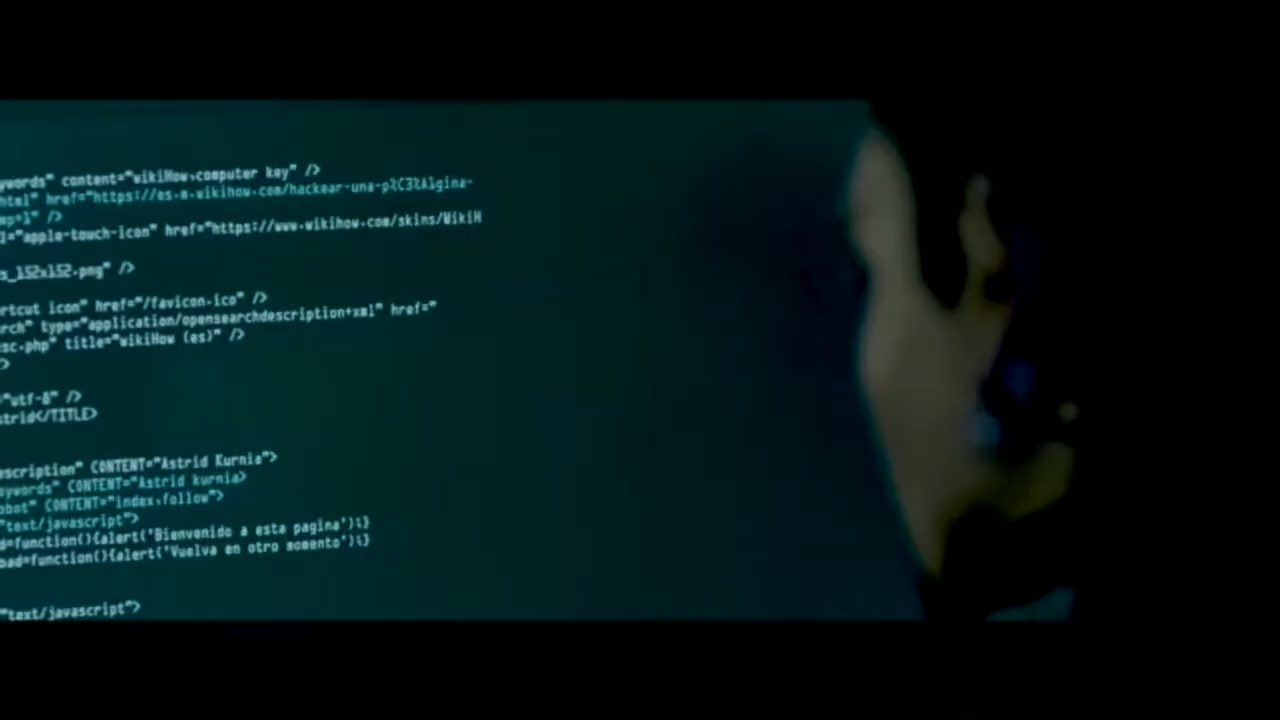 ywords" content="wikiHow,computer key" />
html" href="https://es.m.wikihow.com/hackear-una-p%C3%A1gina-
mp=1" />
l="apple-touch-icon" href="https://www.wikihow.com/skins/WikiH
s_152x152.png" />
rtcut icon" href="/favicon.ico" />
rch" type="application/opensearchdescription+xml" href="
sc.php" title="wikiHow (es)" />
>
="utf-8" />
strid</TITLE>
escription" CONTENT="Astrid Kurnia">
eywords" CONTENT="Astrid kurnia>
obot" CONTENT="index,follow">
"text/javascript">
d=function(){alert('Bienvenido a esta pagina');}
oad=function(){alert('Vuelva en otro momento');}
"text/javascript">